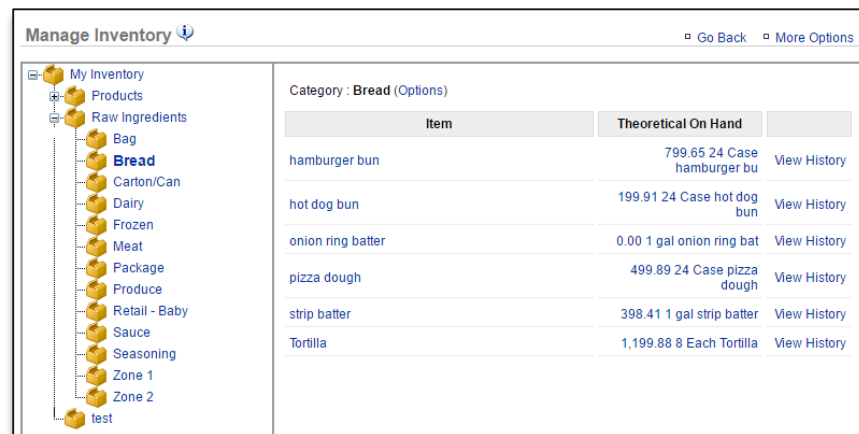 Manage Inventory
Go Back
More Options
My Inventory
Products
Raw Ingredients
Bag
Bread
Carton/Can
Dairy
Frozen
Meat
Package
Produce
Retail - Baby
Sauce
Seasoning
Zone 1
Zone 2
test
Category : Bread (Options)
Item Theoretical On Hand
hamburger bun 799.65 24 Case View History
hamburger bu
hot dog bun 199.91 24 Case hot dog View History
bun
onion ring batter 0.00 1 gal onion ring bat View History
pizza dough 499.89 24 Case pizza View History
dough
strip batter 398.41 1 gal strip batter View History
Tortilla 1,199.88 8 Each Tortilla View History